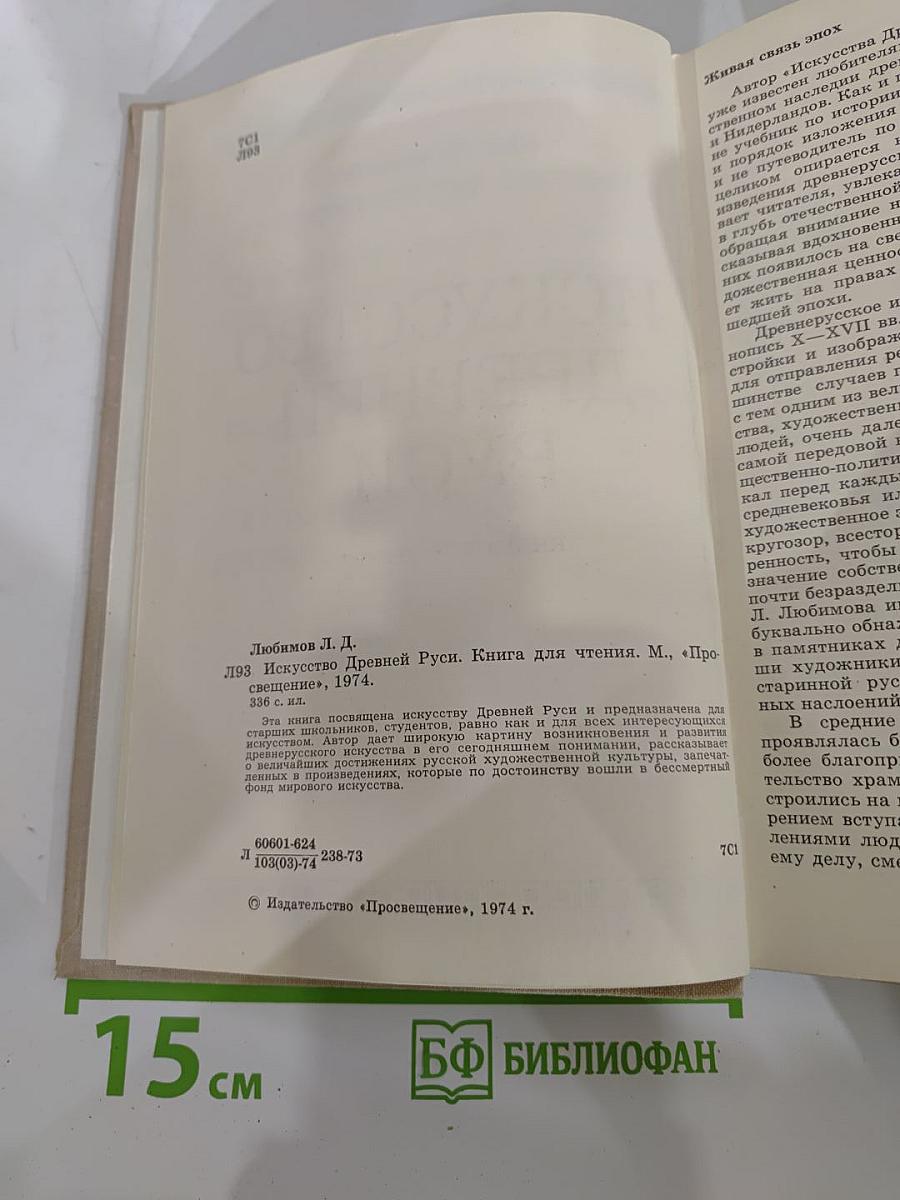 7С1
Л93
Любимов Л. Д.
Л93 Искусство Древней Руси. Книга для чтения. М., «Про-
свещение», 1974.
336 с. ил.
Эта книга посвящена искусству Древней Руси и предназначена для
старших школьников, студентов, равно как и для всех интересующихся
искусством. Автор дает широкую картину возникновения и развития
древнерусского искусства в его сегодняшнем понимании, рассказывает
о величайших достижениях русской художественной культуры, запечат-
ленных в произведениях, которые по достоинству вошли в бессмертный
фонд мирового искусства.
Л 60601-624
103(03)-74 238-73
7С1
© Издательство «Просвещение», 1974 г.
Живая связь эпох
Автор «Искусства Др
уже известен любителя
ственном наследии дре
и Нидерландов. Как и
не учебник по истории
и порядок изложения
и не путеводитель по
целиком опирается
изведения древнерусс
вает читателя, увлека
в глубь отечественной
обращая внимание н
сказывая вдохновен
них появилось на све
дожественная ценнос
ет жить на правах
шедшей эпохи.
Древнерусское и
нопись X—XVII вв.
стройки и изображ
для отправления ре
шинстве случаев
с тем одним из вел
ства, художествен
людей, очень дале
самой передовой
щественно-полити
кал перед кажды
средневековья ил
художественное з
кругозор, всестор
ренность, чтобы
значение собстве
почти безраздель
Л. Любимова и
буквально обнаж
в памятниках
ши художники
старинной рус
ных наслоений
В средние
проявлялась б
более благопри
тельство храм
строились на
рением вступа
лениями люд
ему делу, сме
15 см
БФ БИБЛИОФАН